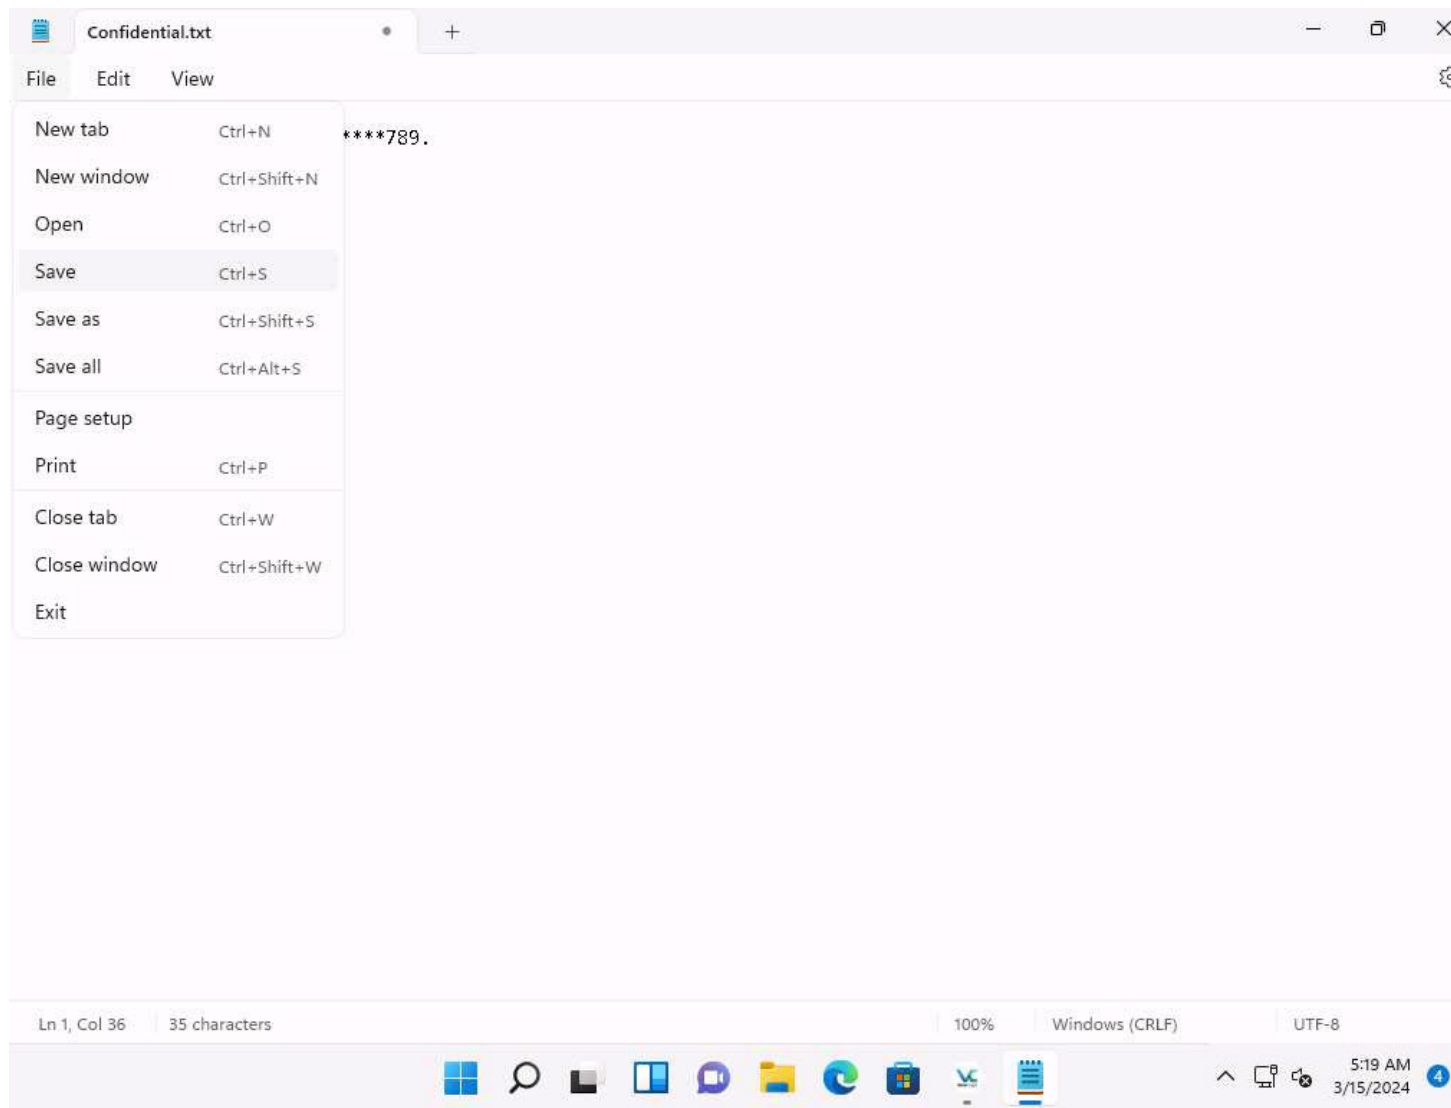 Confidential.txt
File Edit View
New tab Ctrl+N ****789.
New window Ctrl+Shift+N
Open Ctrl+O
Save Ctrl+S
Save as Ctrl+Shift+S
Save all Ctrl+Alt+S
Page setup
Print Ctrl+P
Close tab Ctrl+W
Close window Ctrl+Shift+W
Exit
Ln 1, Col 36 35 characters 100% Windows (CRLF) UTF-8
5:19 AM
3/15/2024 4